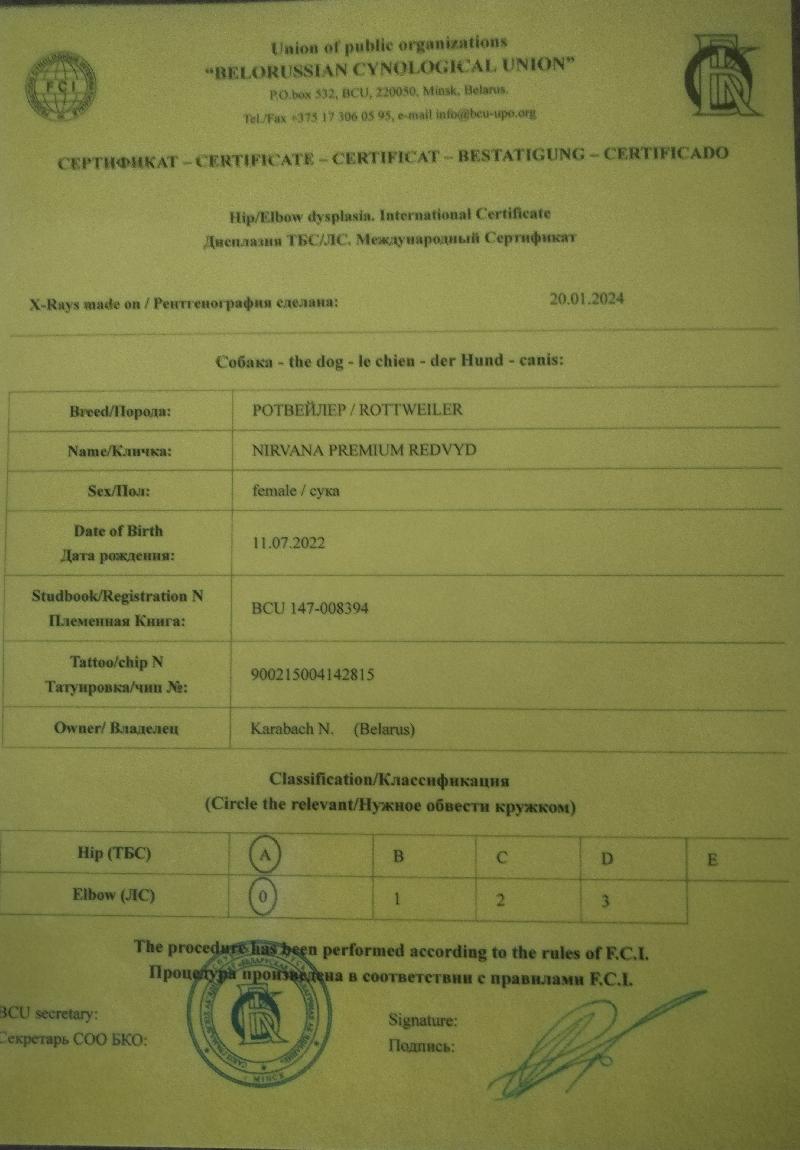 Union of public organizations
“BELORUSSIAN CYNOLOGICAL UNION”
P.O.box 532, BCU, 220050, Minsk, Belarus.
Tel./Fax +375 17 306 05 95, e-mail info@bcu-upo.org
FCI
СЕРТИФИКАТ – CERTIFICATE – CERTIFICAT – BESTATIGUNG – CERTIFICADO
Hip/Elbow dysplasia. International Certificate
Дисплазия ТБС/ЛС. Международный Сертификат
X-Rays made on / Рентгенография сделана: 20.01.2024
Собака - the dog - le chien - der Hund - canis:
Breed/Порода: РОТВЕЙЛЕР / ROTTWEILER
Name/Кличка: NIRVANA PREMIUM REDVYD
Sex/Пол: female / сука
Date of Birth
Дата рождения: 11.07.2022
Studbook/Registration N
Племенная Книга: BCU 147-008394
Tattoo/chip N
Татуировка/чип №: 900215004142815
Owner/ Владелец Karabach N. (Belarus)
Classification/Классификация
(Circle the relevant/Нужное обвести кружком)
Hip (ТБС) A B C D E
Elbow (ЛС) 0 1 2 3
The procedure has been performed according to the rules of F.C.I.
Процедура произведена в соответствии с правилами F.C.I.
BCU secretary:
Секретарь СОО БКО:
Signature:
Подпись: